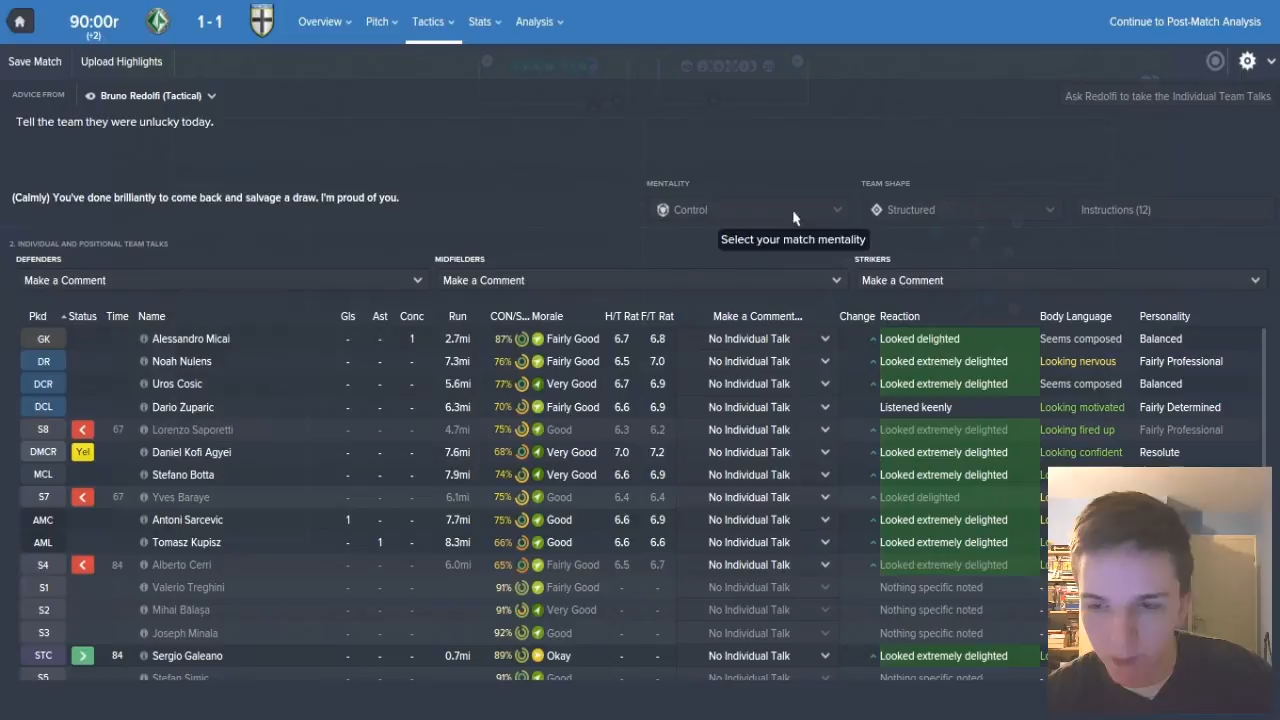 90:00r 1 - 1 Overview Pitch Tactics Stats Analysis Continue to Post-Match Analysis
(+2)
Save Match Upload Highlights
ADVICE FROM Bruno Redolfi (Tactical) Ask Redolfi to take the Individual Team Talks
Tell the team they were unlucky today.
MENTALITY TEAM SHAPE
(Calmly) You've done brilliantly to come back and salvage a draw. I'm proud of you.
Control Structured Instructions (12)
Select your match mentality
2. INDIVIDUAL AND POSITIONAL TEAM TALKS
DEFENDERS MIDFIELDERS STRIKERS
Make a Comment Make a Comment Make a Comment
Pkd Status Time Name Gls Ast Conc Run CON/S... Morale H/T Rat F/T Rat Make a Comment... Change Reaction Body Language Personality
GK Alessandro Micai - - 1 2.7mi 87% Fairly Good 6.7 6.8 No Individual Talk Looked delighted Seems composed Balanced
DR Noah Nulens - - - 7.3mi 76% Fairly Good 6.5 7.0 No Individual Talk Looked extremely delighted Looking nervous Fairly Professional
DCR Uros Cosic - - - 5.6mi 77% Very Good 6.7 6.9 No Individual Talk Looked extremely delighted Seems composed Balanced
DCL Dario Zuparic - - - 6.3mi 70% Fairly Good 6.6 6.9 No Individual Talk Listened keenly Looking motivated Fairly Determined
S8 67 Lorenzo Saporetti - - - 4.7mi 75% Good 6.3 6.2 No Individual Talk Looked extremely delighted Looking fired up Fairly Professional
DMCR Yel Daniel Kofi Agyei - - - 7.6mi 68% Very Good 7.0 7.2 No Individual Talk Looked extremely delighted Looking confident Resolute
MCL Stefano Botta - - - 7.9mi 74% Very Good 6.6 6.9 No Individual Talk Looked extremely delighted
S7 67 Yves Baraye - - - 6.1mi 75% Good 6.4 6.4 No Individual Talk Looked delighted
AMC Antoni Sarcevic 1 - - 7.7mi 75% Good 6.6 6.9 No Individual Talk Looked extremely delighted
AML Tomasz Kupisz - 1 - 8.3mi 66% Good 6.6 6.6 No Individual Talk Looked extremely delighted
S4 84 Alberto Cerri - - - 6.0mi 65% Fairly Good 6.5 6.7 No Individual Talk Looked extremely delighted
S1 Valerio Treghini - - - 91% Fairly Good - - No Individual Talk Nothing specific noted -
S2 Mihai Bălaşa - - - 91% Very Good - - No Individual Talk Nothing specific noted -
S3 Joseph Minala - - - 92% Good - - No Individual Talk Nothing specific noted -
STC 84 Sergio Galeano - - - 0.7mi 89% Okay - - No Individual Talk Looked extremely delighted
S5 Stefan Simic - - - 91% Good - - No Individual Talk Nothing specific noted -